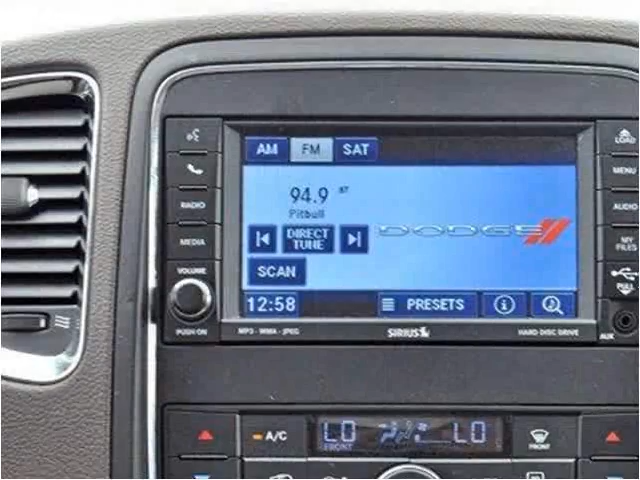 AM FM SAT
LOAD
MENU
94.9 ST
Pitbull
RADIO
AUDIO
DIRECT
TUNE
DODGE
MEDIA
MY
FILES
SCAN
VOLUME
PULL
12:58 PRESETS i
PUSH ON
MP3 - WMA - JPEG SIRIUS HARD DISC DRIVE
AUX
A/C LO LO
FRONT
FRONT